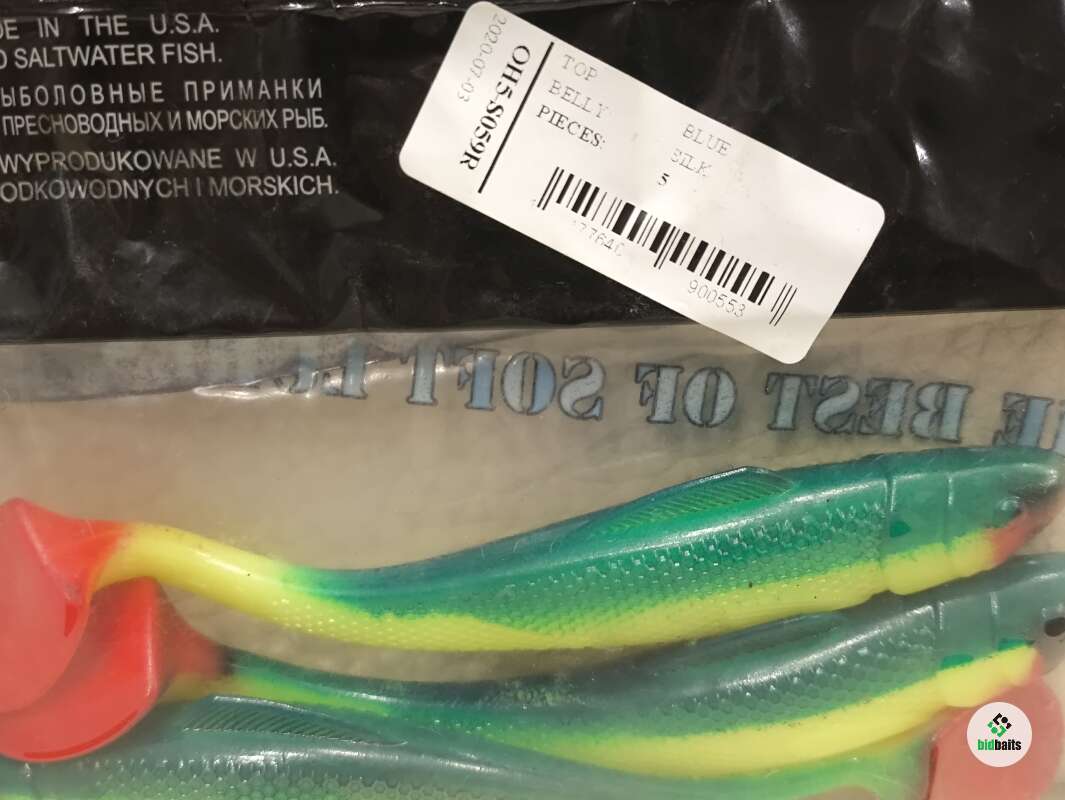 DE IN THE U.S.A.
D SALTWATER FISH.
ЫБОЛОВНЫЕ ПРИМАНКИ
ПРЕСНОВОДНЫХ И МОРСКИХ РЫБ.
WYPRODUKOWANE W U.S.A.
ODKOWODNYCH I MORSKICH.
2020-07-03
OH5-S059R
TOP BLUE
BELLY SILK
PIECES: 5
900553
BEST OF SOFT
bidbaits